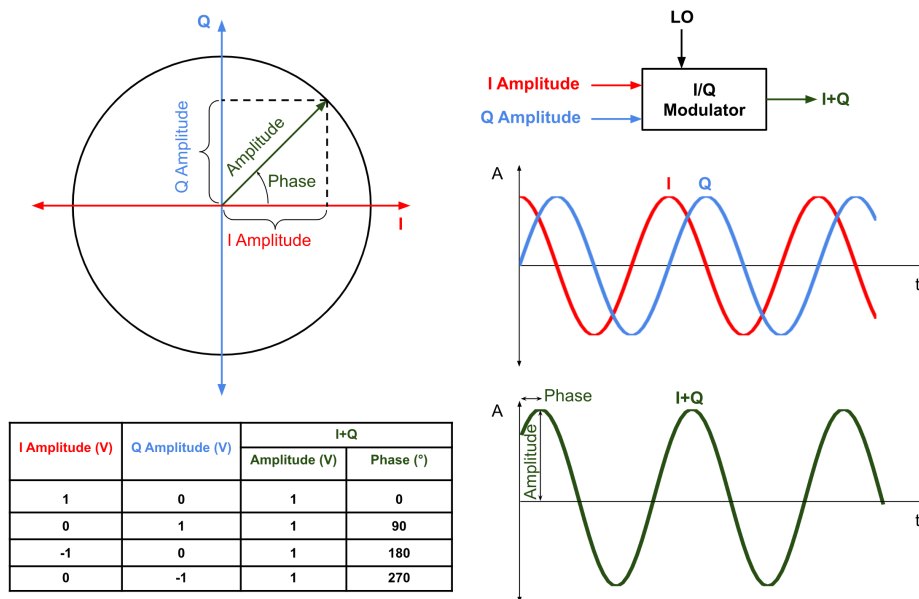 Q
Q Amplitude
Amplitude
Phase
I Amplitude
I
LO
I Amplitude
Q Amplitude
I/Q
Modulator
I+Q
A
I
Q
t
A
Phase
I+Q
Amplitude
t
I Amplitude (V) Q Amplitude (V) I+Q
Amplitude (V) Phase (°)
1 0 1 0
0 1 1 90
-1 0 1 180
0 -1 1 270